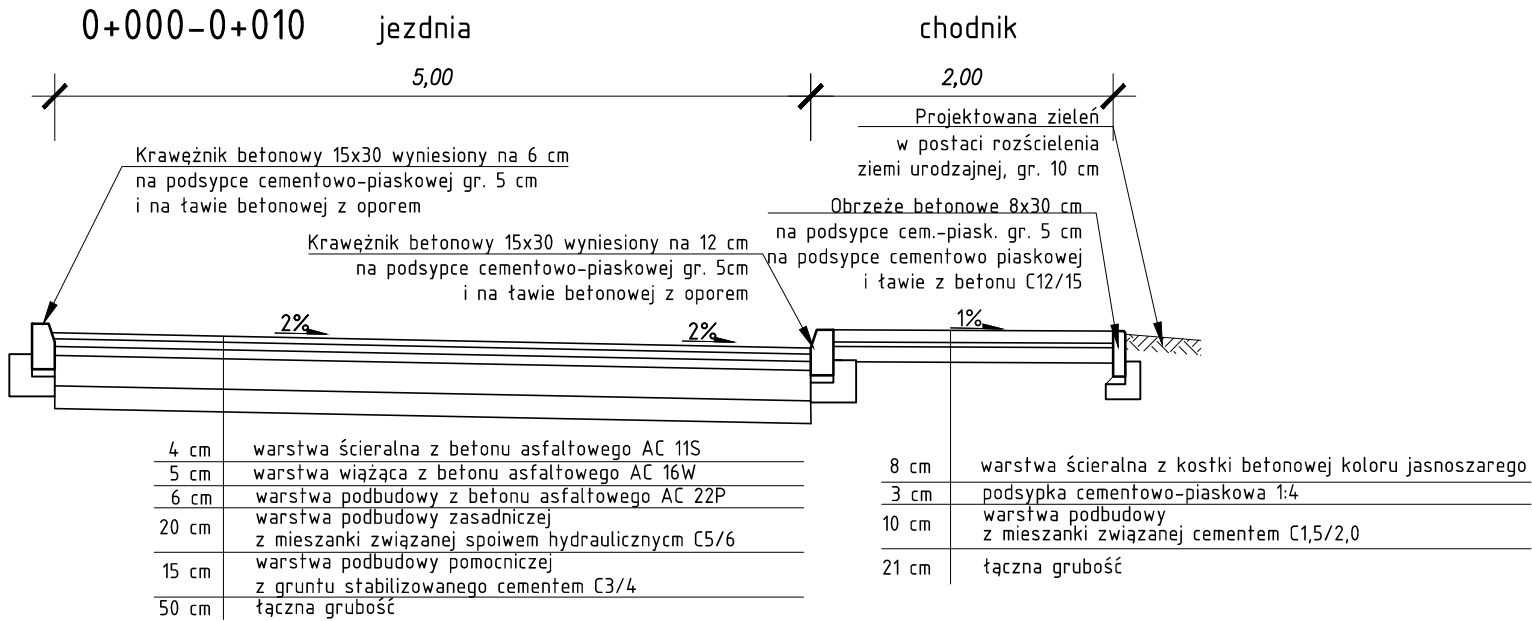 0+000-0+010
jezdnia
chodnik
5,00
2,00
Projektowana zieleń
w postaci rozścielenia
ziemi urodzajnej, gr. 10 cm
Krawężnik betonowy 15x30 wyniesiony na 6 cm
na podsypce cementowo-piaskowej gr. 5 cm
i na ławie betonowej z oporem
Obrzeże betonowe 8x30 cm
na podsypce cem.-piask. gr. 5 cm
na podsypce cementowo piaskowej
i ławie z betonu C12/15
Krawężnik betonowy 15x30 wyniesiony na 12 cm
na podsypce cementowo-piaskowej gr. 5cm
i na ławie betonowej z oporem
2%
2%
1%
4 cm warstwa ścieralna z betonu asfaltowego AC 11S
5 cm warstwa wiążąca z betonu asfaltowego AC 16W
6 cm warstwa podbudowy z betonu asfaltowego AC 22P
20 cm warstwa podbudowy zasadniczej
z mieszanki związanej spoiwem hydraulicznycm C5/6
15 cm warstwa podbudowy pomocniczej
z gruntu stabilizowanego cementem C3/4
50 cm łączna grubość
8 cm warstwa ścieralna z kostki betonowej koloru jasnoszarego
3 cm podsypka cementowo-piaskowa 1:4
10 cm warstwa podbudowy
z mieszanki związanej cementem C1,5/2,0
21 cm łączna grubość